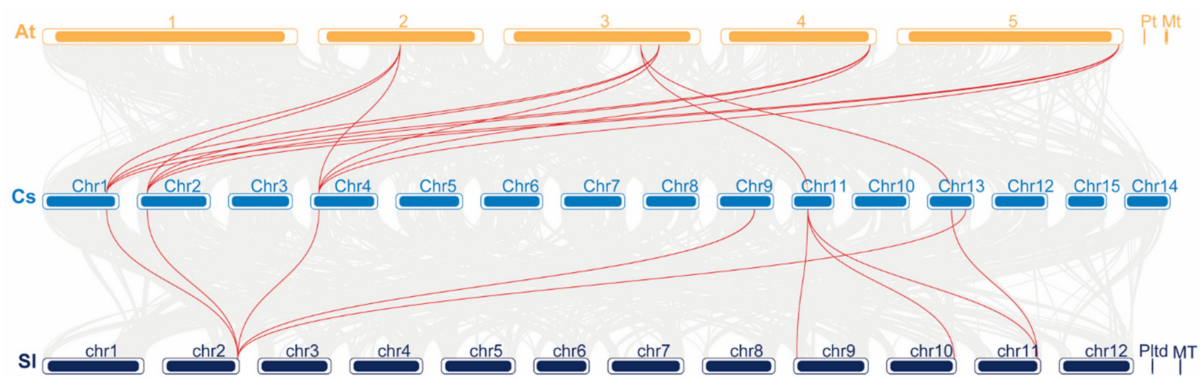 At 1 2 3 4 5 Pt Mt
Cs Chr1 Chr2 Chr3 Chr4 Chr5 Chr6 Chr7 Chr8 Chr9 Chr11 Chr10 Chr13 Chr12 Chr15 Chr14
Sl chr1 chr2 chr3 chr4 chr5 chr6 chr7 chr8 chr9 chr10 chr11 chr12 Pltd MT